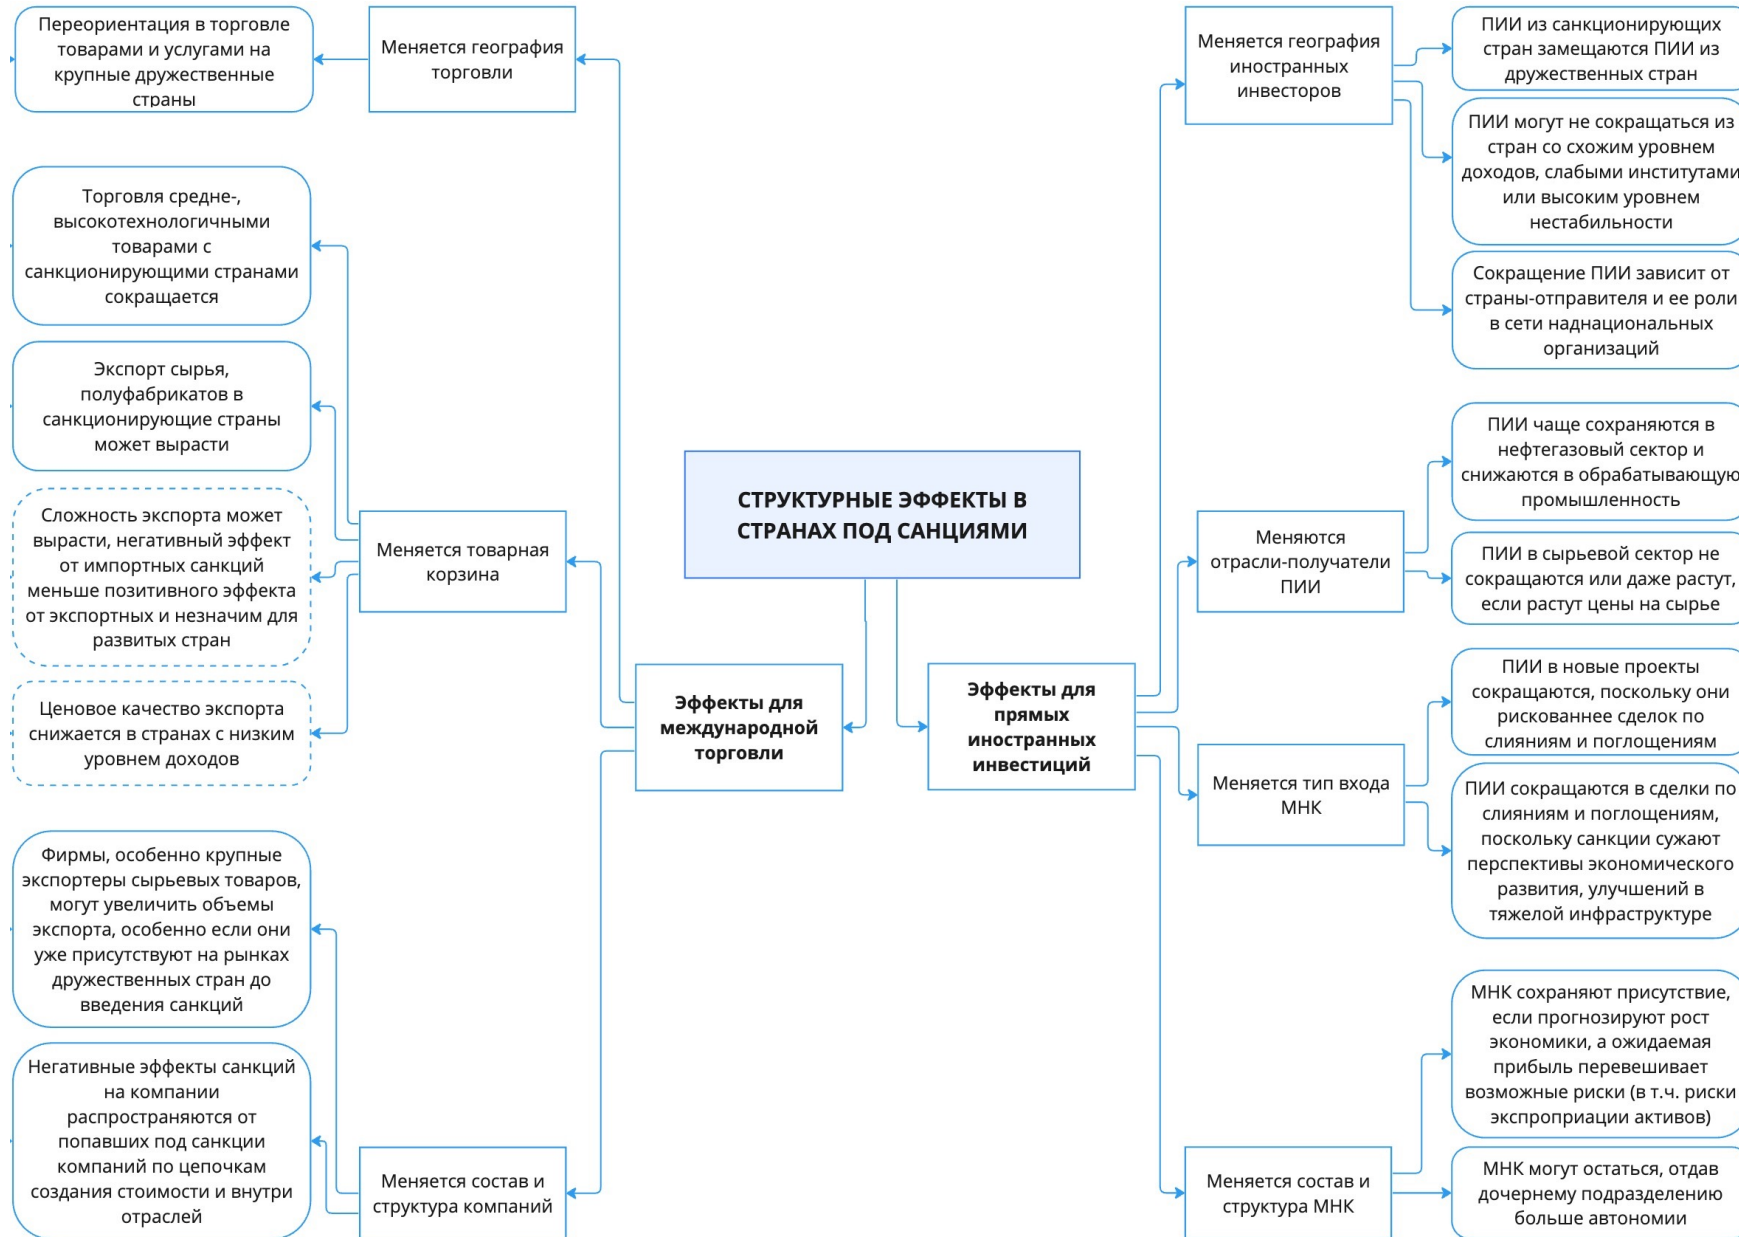 СТРУКТУРНЫЕ ЭФФЕКТЫ В
СТРАНАХ ПОД САНЦИЯМИ
Эффекты для
международной
торговли
Меняется география
торговли
Переориентация в торговле
товарами и услугами на
крупные дружественные
страны
Меняется товарная
корзина
Торговля средне-,
высокотехнологичными
товарами с
санкционирующими странами
сокращается
Экспорт сырья,
полуфабрикатов в
санкционирующие страны
может вырасти
Сложность экспорта может
вырасти, негативный эффект
от импортных санкций
меньше позитивного эффекта
от экспортных и незначим для
развитых стран
Ценовое качество экспорта
снижается в странах с низким
уровнем доходов
Меняется состав и
структура компаний
Фирмы, особенно крупные
экспортеры сырьевых товаров,
могут увеличить объемы
экспорта, особенно если они
уже присутствуют на рынках
дружественных стран до
введения санкций
Негативные эффекты санкций
на компании
распространяются от
попавших под санкции
компаний по цепочкам
создания стоимости и внутри
отраслей
Эффекты для
прямых
иностранных
инвестиций
Меняется география
иностранных
инвесторов
ПИИ из санкционирующих
стран замещаются ПИИ из
дружественных стран
ПИИ могут не сокращаться из
стран со схожим уровнем
доходов, слабыми институтами
или высоким уровнем
нестабильности
Сокращение ПИИ зависит от
страны-отправителя и ее роли
в сети наднациональных
организаций
Меняются
отрасли-получатели
ПИИ
ПИИ чаще сохраняются в
нефтегазовый сектор и
снижаются в обрабатывающую
промышленность
ПИИ в сырьевой сектор не
сокращаются или даже растут,
если растут цены на сырье
Меняется тип входа
МНК
ПИИ в новые проекты
сокращаются, поскольку они
рискованнее сделок по
слияниям и поглощениям
ПИИ сокращаются в сделки по
слияниям и поглощениям,
поскольку санкции сужают
перспективы экономического
развития, улучшений в
тяжелой инфраструктуре
Меняется состав и
структура МНК
МНК сохраняют присутствие,
если прогнозируют рост
экономики, а ожидаемая
прибыль перевешивает
возможные риски (в т.ч. риски
экспроприации активов)
МНК могут остаться, отдав
дочернему подразделению
больше автономии